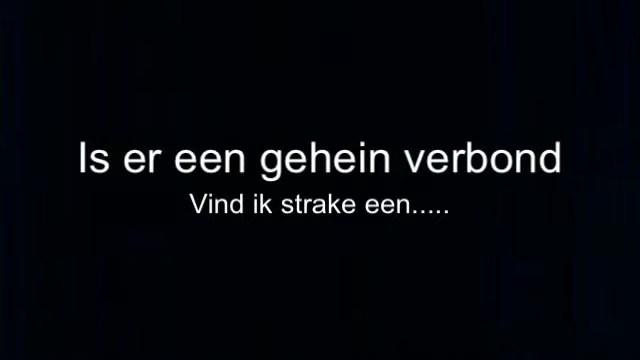 Is er een gehein verbond
Vind ik strake een.....